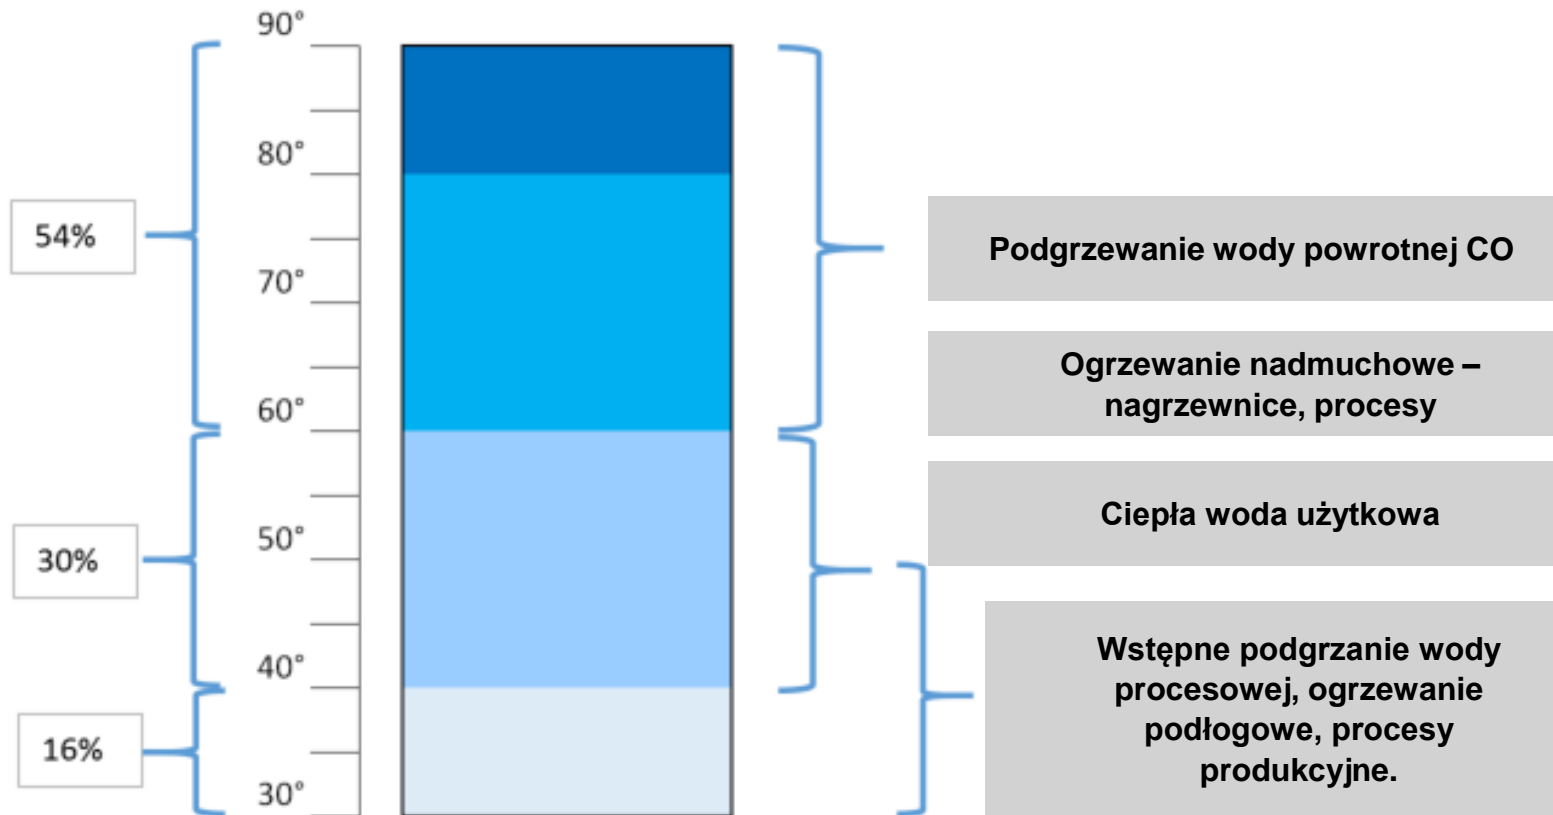 90°
80°
54%
70°
60°
50°
30%
40°
16%
30°
Podgrzewanie wody powrotnej CO
Ogrzewanie nadmuchowe –
nagrzewnice, procesy
Ciepła woda użytkowa
Wstępne podgrzanie wody
procesowej, ogrzewanie
podłogowe, procesy
produkcyjne.